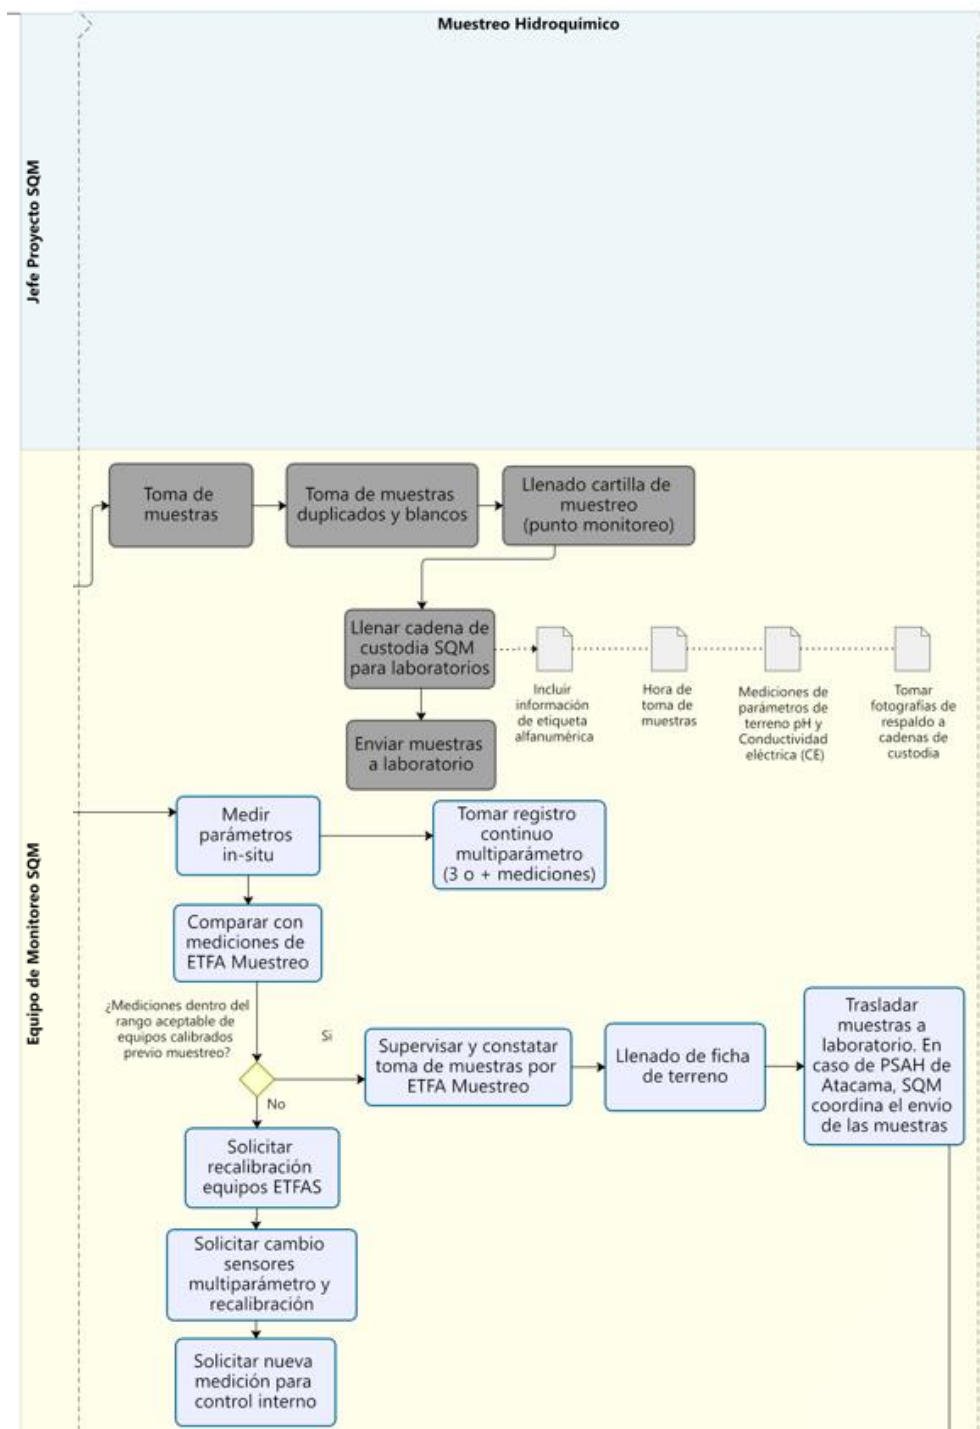 Muestreo Hidroquímico
Jefe Proyecto SQM
Equipo de Monitoreo SQM
Toma de
muestras
Toma de muestras
duplicados y blancos
Llenado cartilla de
muestreo
(punto monitoreo)
Llenar cadena de
custodia SQM
para laboratorios
Incluir
información
de etiqueta
alfanumérica
Hora de
toma de
muestras
Mediciones de
parámetros de
terreno pH y
Conductividad
eléctrica (CE)
Tomar
fotografías de
respaldo a
cadenas de
custodia
Enviar muestras
a laboratorio
Medir
parámetros
in-situ
Tomar registro
continuo
multiparámetro
(3 o + mediciones)
Comparar con
mediciones de
ETFA Muestreo
¿Mediciones dentro del
rango aceptable de
equipos calibrados
previo muestreo?
Si
No
Supervisar y constatar
toma de muestras por
ETFA Muestreo
Llenado de ficha
de terreno
Trasladar
muestras a
laboratorio. En
caso de PSAH de
Atacama, SQM
coordina el envío
de las muestras
Solicitar
recalibración
equipos ETFAS
Solicitar cambio
sensores
multiparámetro y
recalibración
Solicitar nueva
medición para
control interno